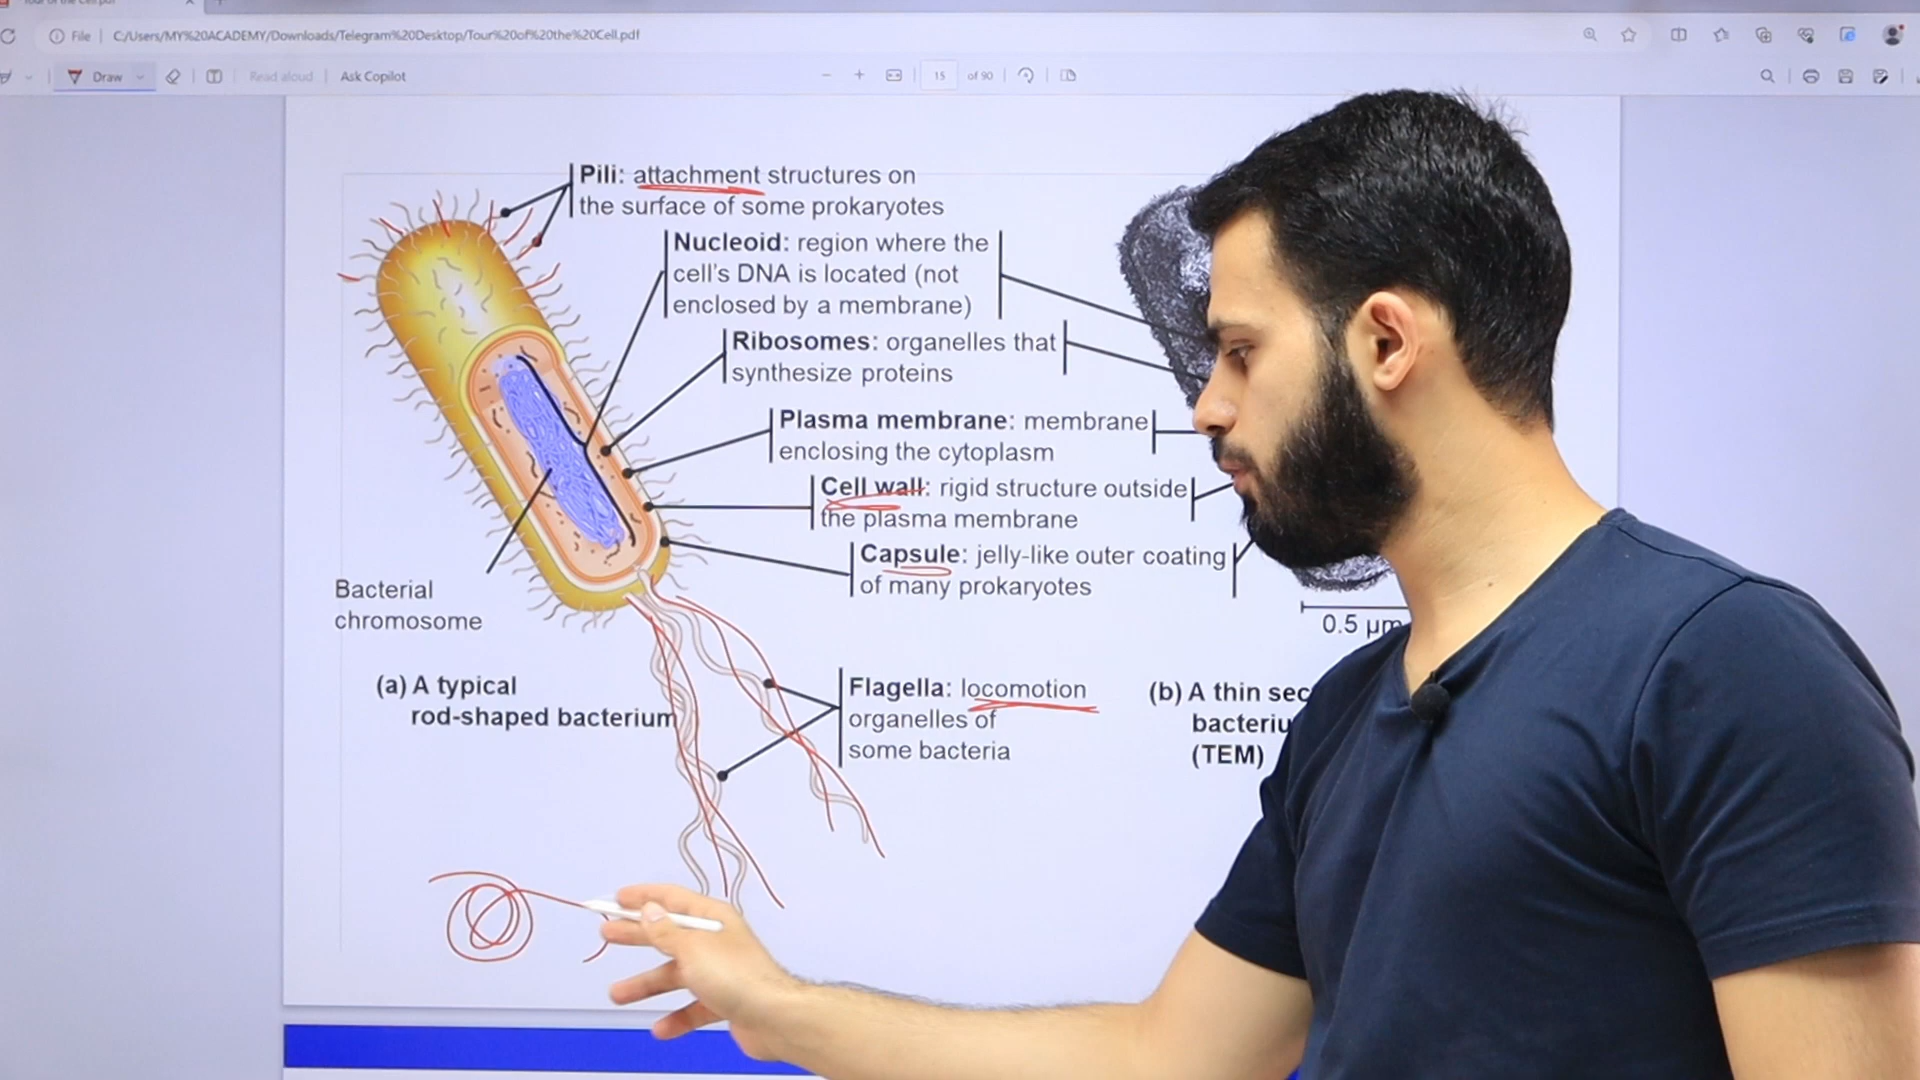 File
C:/Users/MY%20ACADEMY/Downloads/Telegram%20Desktop/Tour%20of%20the%20Cell.pdf
Draw
Read aloud
Ask Copilot
15
of 90
Pili: attachment structures on
the surface of some prokaryotes
Nucleoid: region where the
cell's DNA is located (not
enclosed by a membrane)
Ribosomes: organelles that
synthesize proteins
Plasma membrane: membrane
enclosing the cytoplasm
Cell wall: rigid structure outside
the plasma membrane
Capsule: jelly-like outer coating
of many prokaryotes
Bacterial
chromosome
0.5 µm
(a) A typical
rod-shaped bacterium
Flagella: locomotion
organelles of
some bacteria
(b) A thin sec
bacteriu
(TEM)